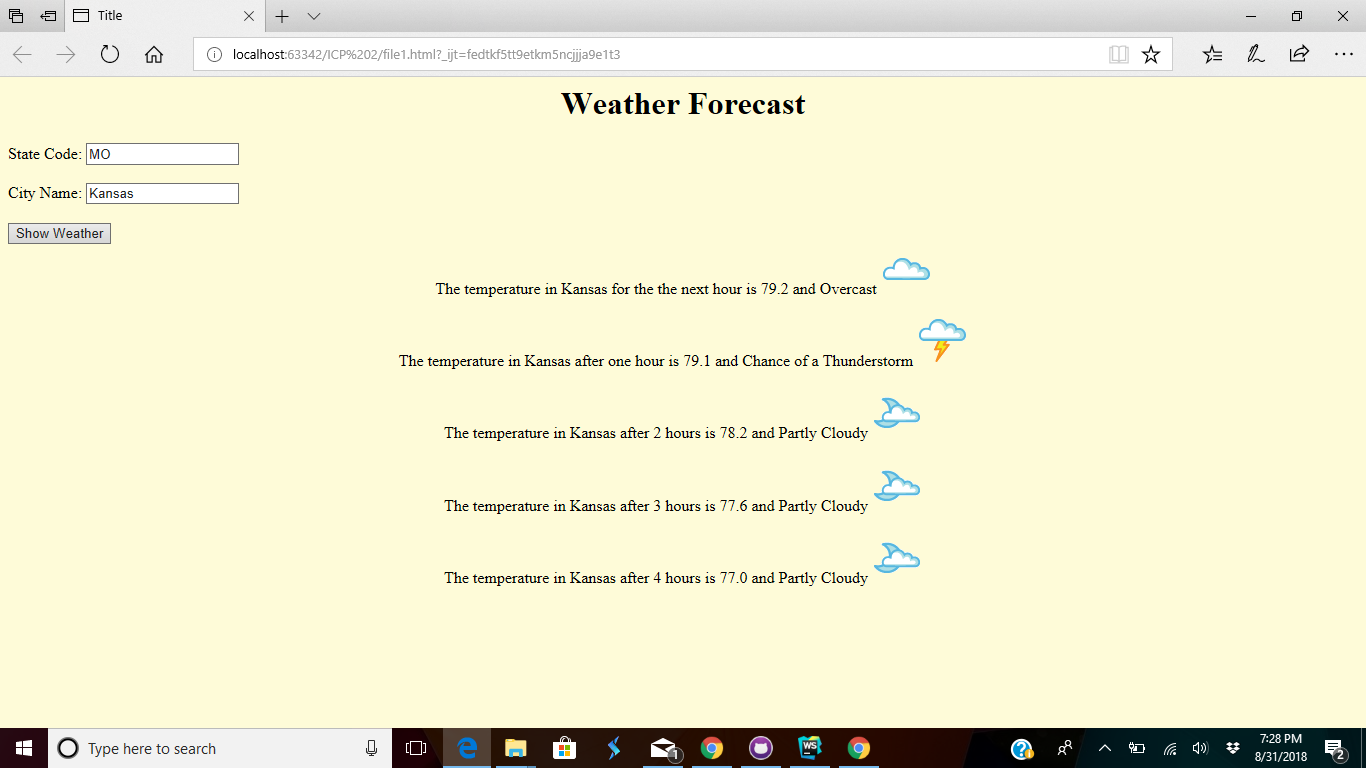 Title
localhost:63342/ICP%202/file1.html?_ijt=fedtkf5tt9etkm5ncjjja9e1t3
Weather Forecast
State Code: MO
City Name: Kansas
Show Weather
The temperature in Kansas for the the next hour is 79.2 and Overcast
The temperature in Kansas after one hour is 79.1 and Chance of a Thunderstorm
The temperature in Kansas after 2 hours is 78.2 and Partly Cloudy
The temperature in Kansas after 3 hours is 77.6 and Partly Cloudy
The temperature in Kansas after 4 hours is 77.0 and Partly Cloudy
Type here to search
1
WS
7:28 PM
8/31/2018
2